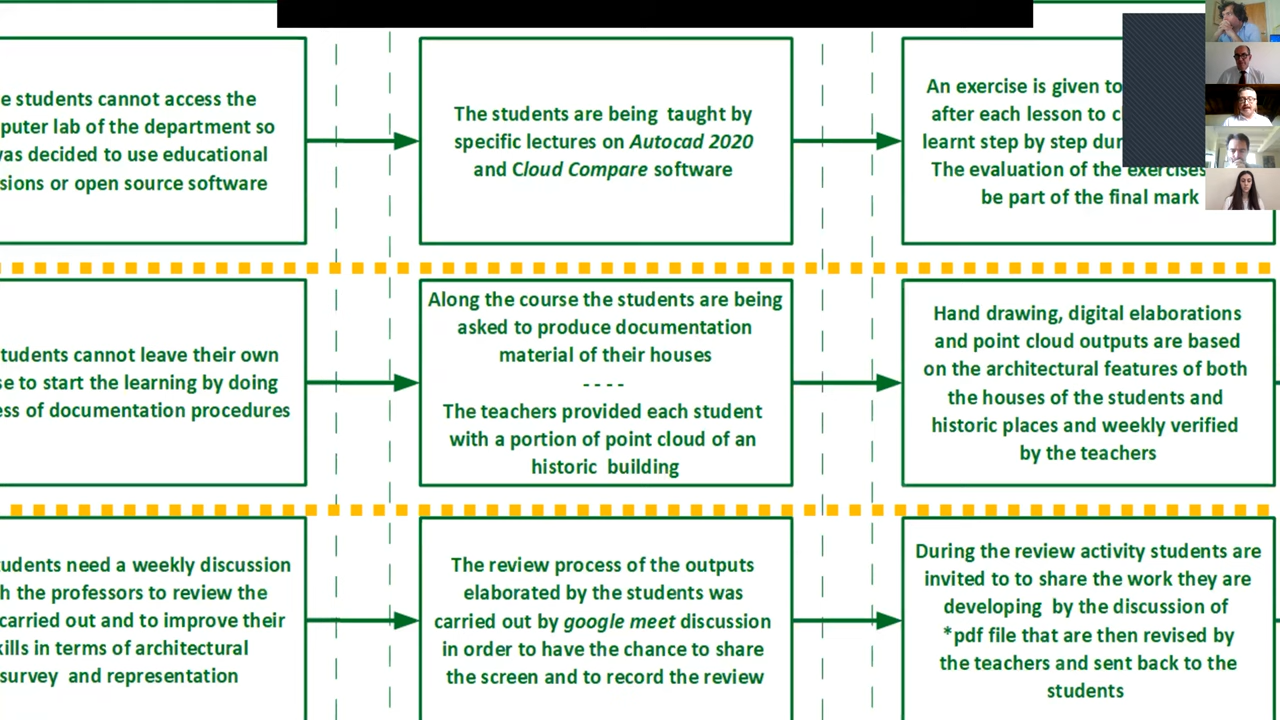 e students cannot access the
puter lab of the department so
was decided to use educational
sions or open source software
The students are being taught by
specific lectures on Autocad 2020
and Cloud Compare software
An exercise is given to
after each lesson to
learnt step by step
The evaluation of the exercises
be part of the final mark
tudents cannot leave their own
se to start the learning by doing
ess of documentation procedures
Along the course the students are being
asked to produce documentation
material of their houses
- - - -
The teachers provided each student
with a portion of point cloud of an
historic building
Hand drawing, digital elaborations
and point cloud outputs are based
on the architectural features of both
the houses of the students and
historic places and weekly verified
by the teachers
udents need a weekly discussion
h the professors to review the
carried out and to improve their
kills in terms of architectural
survey and representation
The review process of the outputs
elaborated by the students was
carried out by google meet discussion
in order to have the chance to share
the screen and to record the review
During the review activity students are
invited to to share the work they are
developing by the discussion of
*pdf file that are then revised by
the teachers and sent back to the
students